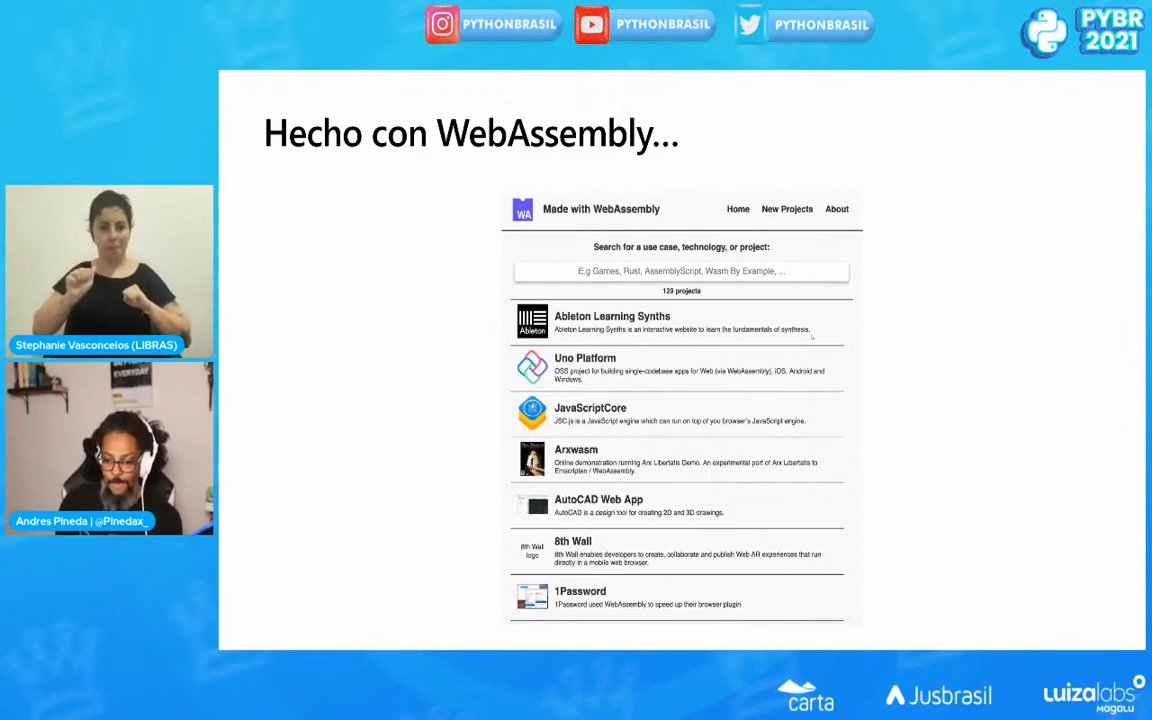 PYTHONBRASIL
PYTHONBRASIL
PYTHONBRASIL
PYBR
2021
Hecho con WebAssembly...
WA
Made with WebAssembly
Home
New Projects
About
Search for a use case, technology, or project:
E.g Games, Rust, AssemblyScript, Wasm By Example, ...
128 projects
Ableton
Ableton Learning Synths
Ableton Learning Synths is an interactive website to learn the fundamentals of synthesis.
Uno Platform
OSS project for building single-codebase apps for Web (via WebAssembly), iOS, Android and
Windows.
JavaScriptCore
JSC.js is a JavaScript engine which can run on top of you browser's JavaScript engine.
Arxwasm
Online demonstration running Arx Libertatis Demo. An experimental part of Arx Libertatis to
Emscripten / WebAssembly.
AutoCAD Web App
AutoCAD is a design tool for creating 2D and 3D drawings.
8th Wall
logo
8th Wall
8th Wall enables developers to create, collaborate and publish Web AR experiences that run
directly in a mobile web browser.
1Password
1Password used WebAssembly to speed up their browser plugin
Stephanie Vasconcelos (LIBRAS)
EVERYDAY
Andres Pineda | @Pinedax_
carta
Jusbrasil
luizalabs
MAGALU